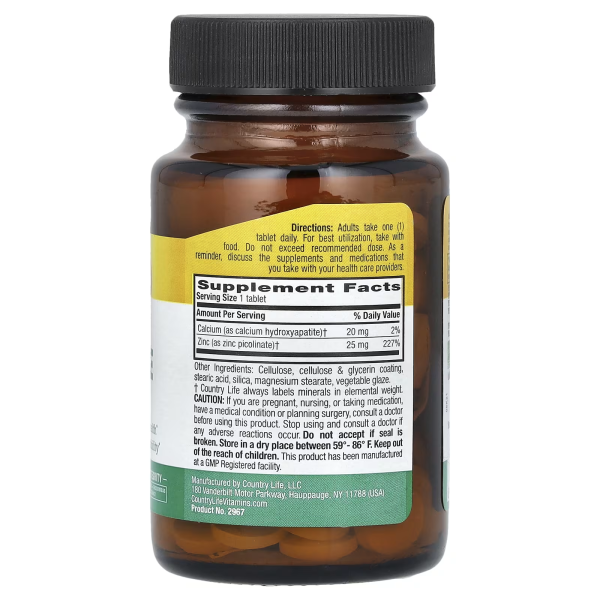 Directions: Adults take one (1)
tablet daily. For best utilization, take with
food. Do not exceed recommended dose. As a
reminder, discuss the supplements and medications that
you take with your health care providers.
Supplement Facts
Serving Size 1 tablet
Amount Per Serving % Daily Value
Calcium (as calcium hydroxyapatite)† 20 mg 2%
Zinc (as zinc picolinate)† 25 mg 227%
Other Ingredients: Cellulose, cellulose & glycerin coating,
stearic acid, silica, magnesium stearate, vegetable glaze.
† Country Life always labels minerals in elemental weight.
CAUTION: If you are pregnant, nursing, or taking medication,
have a medical condition or planning surgery, consult a doctor
before using this product. Stop using and consult a doctor if
any adverse reactions occur. Do not accept if seal is
broken. Store in a dry place between 59°- 86° F. Keep out
of the reach of children. This product has been manufactured
at a GMP Registered facility.
Manufactured by Country Life, LLC
180 Vanderbilt Motor Parkway, Hauppauge, NY 11788 (USA)
CountryLifeVitamins.com
Product No. 2967